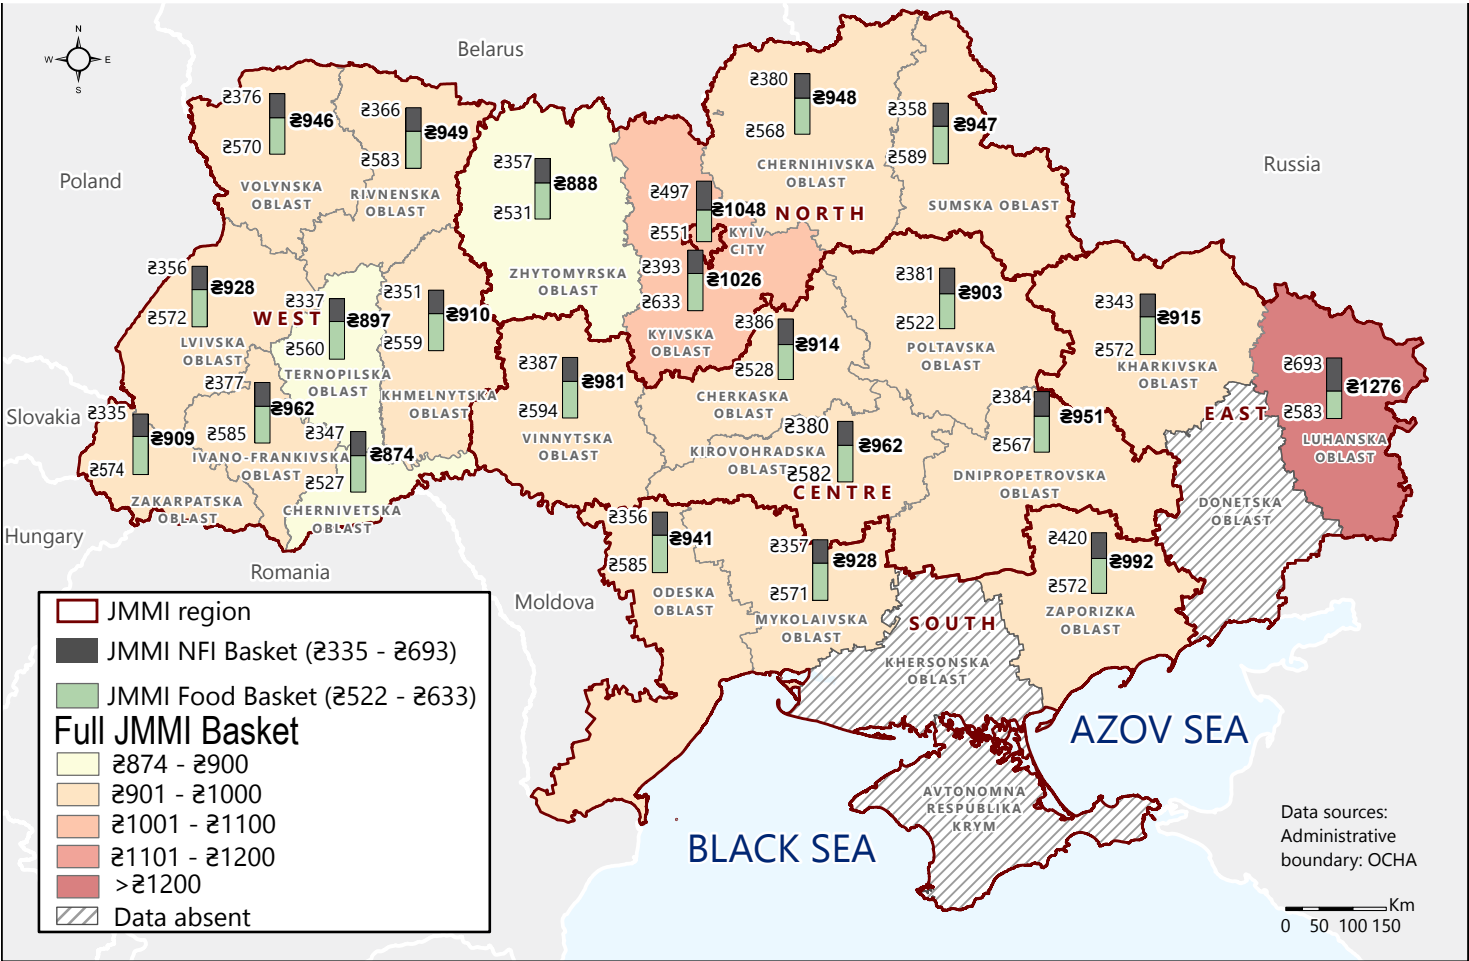 N
W E
S
Belarus
Poland
Russia
Slovakia
Hungary
Romania
Moldova
₴376
₴946
₴570
VOLYNSKA
OBLAST
₴366
₴949
₴583
RIVNENSKA
OBLAST
₴357
₴888
₴531
ZHYTOMYRSKA
OBLAST
₴497
₴1048
₴551
KYIV
CITY
₴393
₴1026
₴633
KYIVSKA
OBLAST
₴380
₴948
₴568
CHERNIHIVSKA
OBLAST
NORTH
₴358
₴947
₴589
SUMSKA OBLAST
₴356
₴928
₴572
LVIVSKA
OBLAST
WEST
₴337
₴897
₴560
TERNOPILSKA
OBLAST
₴351
₴910
₴559
KHMELNYTSKA
OBLAST
₴335
₴909
₴574
ZAKARPATSKA
OBLAST
₴377
₴962
₴585
IVANO-FRANKIVSKA
OBLAST
₴347
₴874
₴527
CHERNIVETSKA
OBLAST
₴387
₴981
₴594
VINNYTSKA
OBLAST
₴386
₴914
₴528
CHERKASKA
OBLAST
₴381
₴903
₴522
POLTAVSKA
OBLAST
₴380
₴962
₴582
KIROVOHRADSKA
OBLAST
CENTRE
₴384
₴951
₴567
DNIPROPETROVSKA
OBLAST
₴343
₴915
₴572
KHARKIVSKA
OBLAST
EAST
₴693
₴1276
₴583
LUHANSKA
OBLAST
DONETSKA
OBLAST
₴356
₴941
₴585
ODESKA
OBLAST
₴357
₴928
₴571
MYKOLAIVSKA
OBLAST
SOUTH
KHERSONSKA
OBLAST
₴420
₴992
₴572
ZAPORIZKA
OBLAST
AVTONOMNA
RESPUBLIKA
KRYM
AZOV SEA
BLACK SEA
JMMI region
JMMI NFI Basket (₴335 - ₴693)
JMMI Food Basket (₴522 - ₴633)
Full JMMI Basket
₴874 - ₴900
₴901 - ₴1000
₴1001 - ₴1100
₴1101 - ₴1200
>₴1200
Data absent
Data sources:
Administrative
boundary: OCHA
Km
0 50 100 150